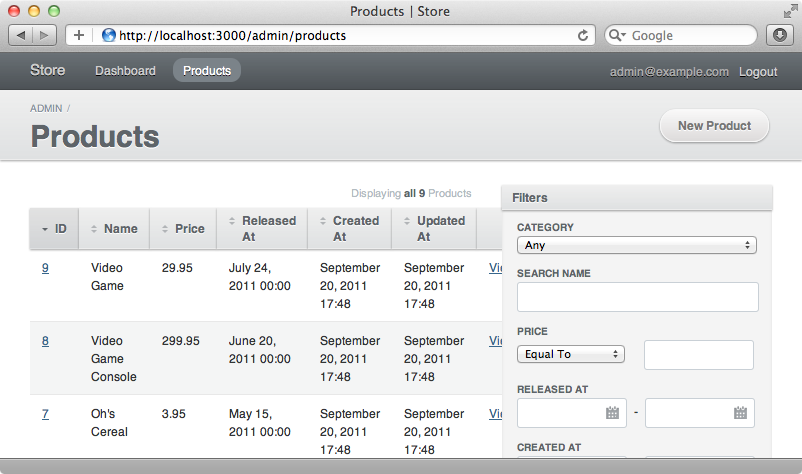 Products | Store
http://localhost:3000/admin/products
Google
Store Dashboard Products admin@example.com Logout
ADMIN /
Products
New Product
Displaying all 9 Products
ID Name Price Released At Created At Updated At
9 Video Game 29.95 July 24, 2011 00:00 September 20, 2011 17:48 September 20, 2011 17:48
8 Video Game Console 299.95 June 20, 2011 00:00 September 20, 2011 17:48 September 20, 2011 17:48
7 Oh's Cereal 3.95 May 15, 2011 00:00 September 20, 2011 17:48 September 20, 2011 17:48
Filters
CATEGORY
Any
SEARCH NAME
PRICE
Equal To
RELEASED AT
-
CREATED AT